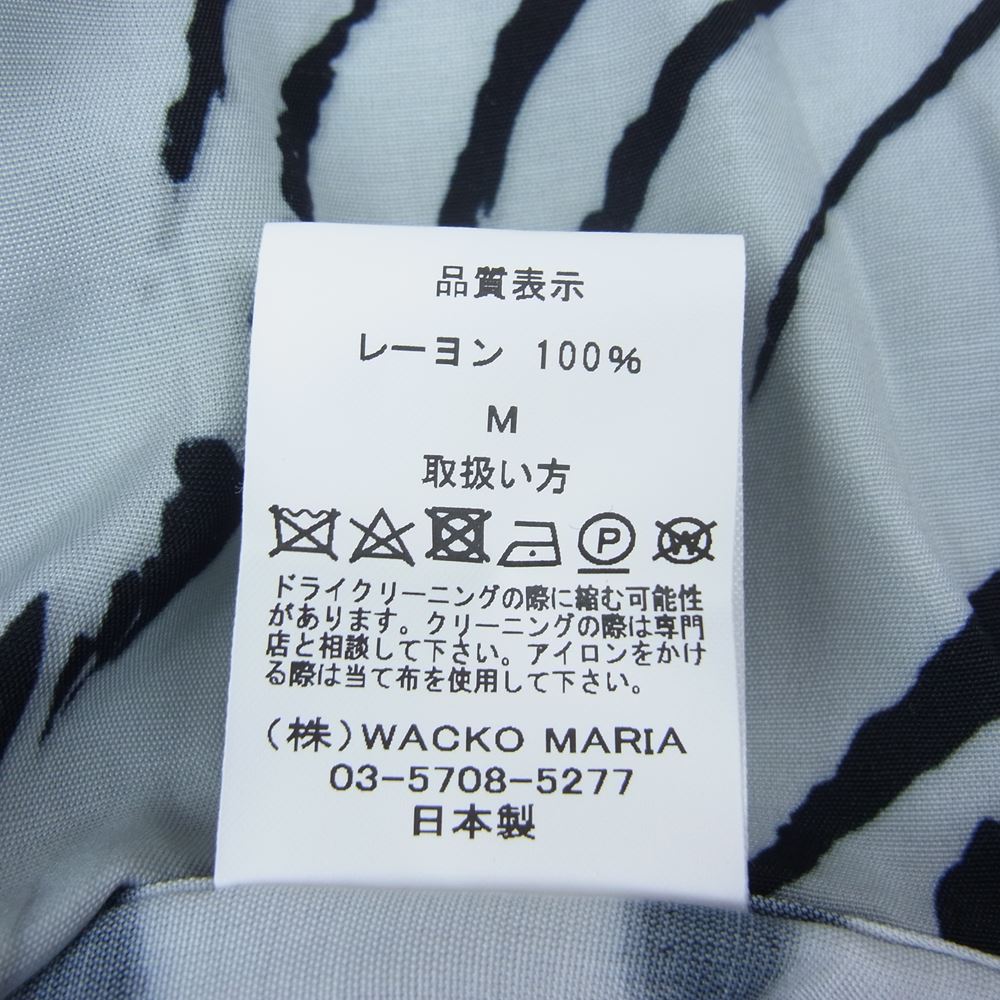 品質表示
レーヨン 100%
M
取扱い方
P W
ドライクリーニングの際に縮む可能性
があります。クリーニングの際は専門
店と相談して下さい。アイロンをかけ
る際は当て布を使用して下さい。
(株)WACKO MARIA
03-5708-5277
日本製